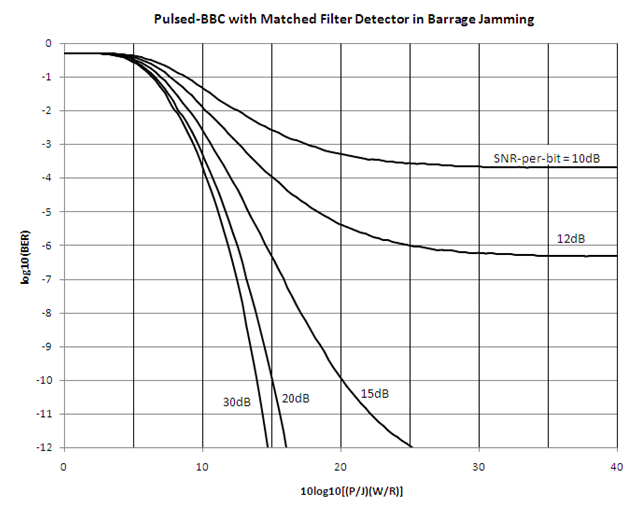 Pulsed-BBC with Matched Filter Detector in Barrage Jamming
0
-1
-2
-3
-4
-5
-6
-7
-8
-9
-10
-11
-12
log10(BER)
SNR-per-bit = 10dB
12dB
15dB
20dB
30dB
0
10
20
30
40
10log10[(P/J)(W/R)]